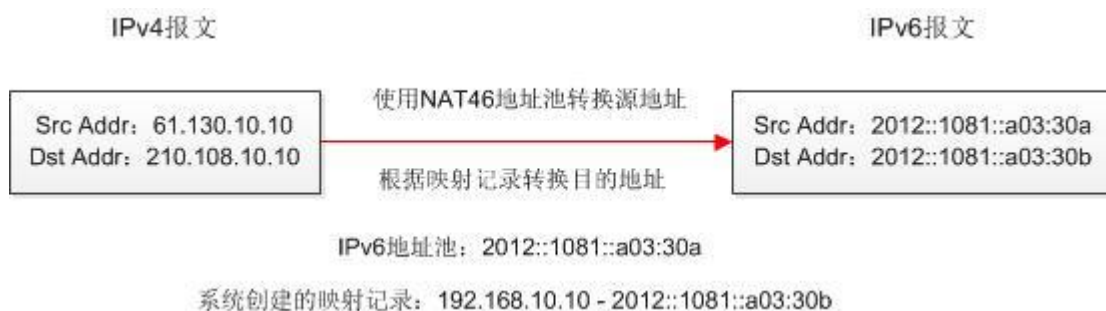 IPv4报文
IPv6报文
使用NAT46地址池转换源地址
Src Addr：61.130.10.10
Dst Addr：210.108.10.10
Src Addr：2012::1081::a03:30a
Dst Addr：2012::1081::a03:30b
根据映射记录转换目的地址
IPv6地址池：2012::1081::a03:30a
系统创建的映射记录：192.168.10.10 - 2012::1081::a03:30b